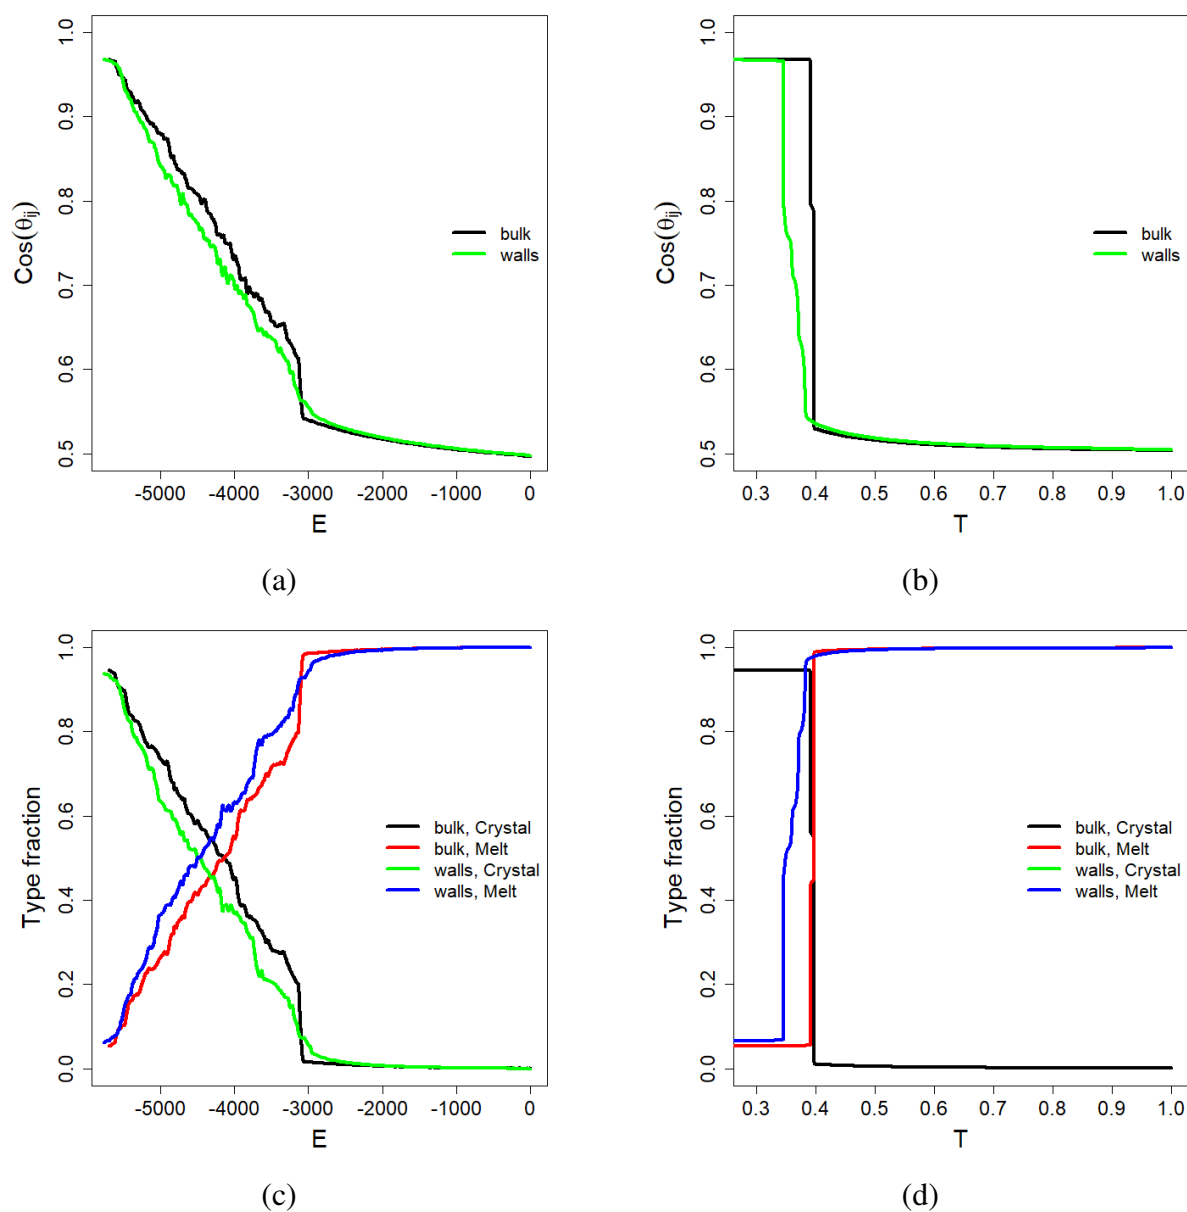 1.0
0.9
0.8
0.7
0.6
0.5
Cos(θij)
bulk
walls
-5000 -4000 -3000 -2000 -1000 0
E
(a)
1.0
0.9
0.8
0.7
0.6
0.5
Cos(θij)
bulk
walls
0.3 0.4 0.5 0.6 0.7 0.8 0.9 1.0
T
(b)
1.0
0.8
0.6
0.4
0.2
0.0
Type fraction
bulk, Crystal
bulk, Melt
walls, Crystal
walls, Melt
-5000 -4000 -3000 -2000 -1000 0
E
(c)
1.0
0.8
0.6
0.4
0.2
0.0
Type fraction
bulk, Crystal
bulk, Melt
walls, Crystal
walls, Melt
0.3 0.4 0.5 0.6 0.7 0.8 0.9 1.0
T
(d)